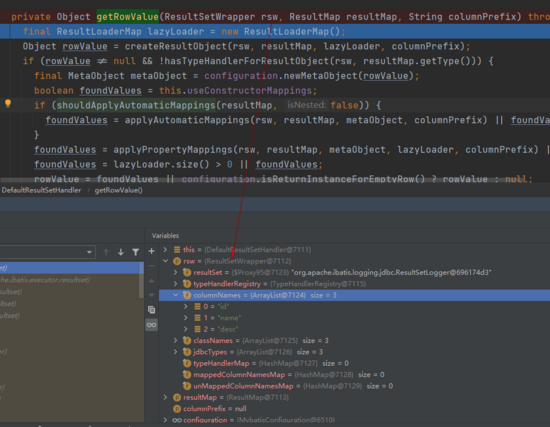 private Object getRowValue(ResultSetWrapper rsw, ResultMap resultMap, String columnPrefix) thro
final ResultLoaderMap lazyLoader = new ResultLoaderMap();
Object rowValue = createResultObject(rsw, resultMap, lazyLoader, columnPrefix);
if (rowValue ≠ null && !hasTypeHandlerForResultObject(rsw, resultMap.getType())) {
final MetaObject metaObject = configuration.newMetaObject(rowValue);
boolean foundValues = this.useConstructorMappings;
if (shouldApplyAutomaticMappings(resultMap, isNested: false)) {
foundValues = applyAutomaticMappings(rsw, resultMap, metaObject, columnPrefix) || foundVa
}
foundValues = applyPropertyMappings(rsw, resultMap, metaObject, lazyLoader, columnPrefix) |
foundValues = lazyLoader.size() > 0 || foundValues;
rowValue = foundValues || configuration.isReturnInstanceForEmptyRow() ? rowValue : null;
DefaultResultSetHandler > getRowValue()
Variables
this = {DefaultResultSetHandler@7111}
rsw = {ResultSetWrapper@7112}
resultSet = {$Proxy95@7123} "org.apache.ibatis.logging.jdbc.ResultSetLogger@696174d3"
typeHandlerRegistry = {TypeHandlerRegistry@7115}
columnNames = {ArrayList@7124} size = 3
0 = "id"
1 = "name"
2 = "desc"
classNames = {ArrayList@7125} size = 3
jdbcTypes = {ArrayList@7126} size = 3
typeHandlerMap = {HashMap@7127} size = 0
mappedColumnNamesMap = {HashMap@7128} size = 0
unMappedColumnNamesMap = {HashMap@7129} size = 0
resultMap = {ResultMap@7113}
columnPrefix = null
configuration = {MybatisConfiguration@6510}
et()
ache.ibatis.executor.resultset)
sultset)
set)
ultset)
er)